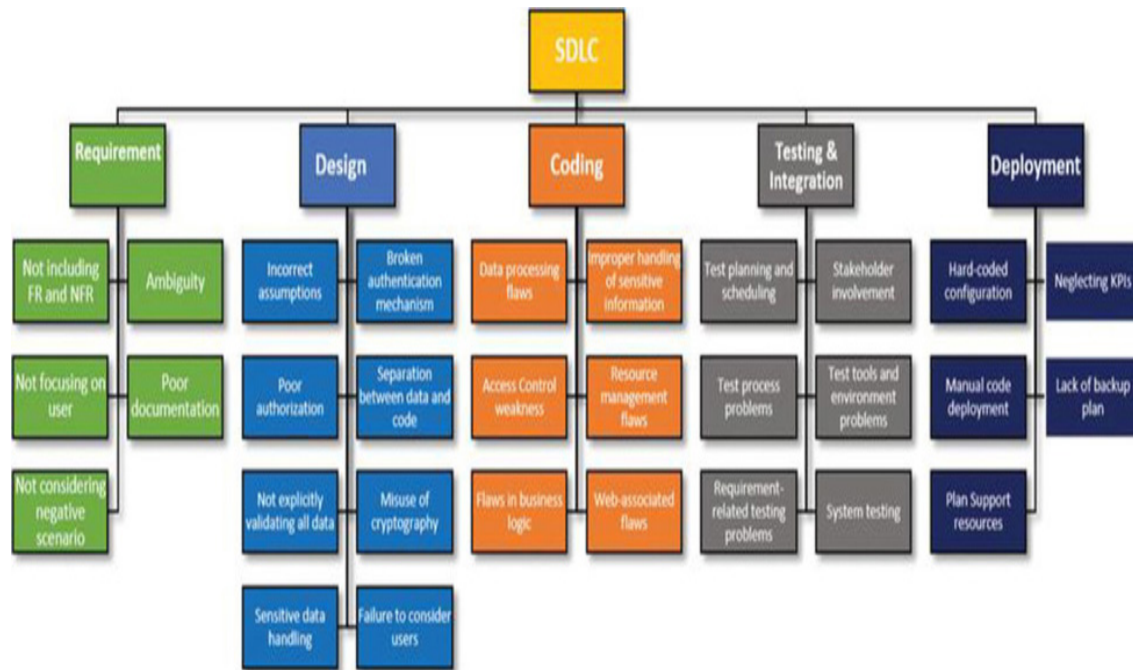 SDLC
Requirement
Design
Coding
Testing &
Integration
Deployment
Not including
FR and NFR
Ambiguity
Incorrect
assumptions
Broken
authentication
mechanism
Data processing
flaws
Improper handling
of sensitive
information
Test planning and
scheduling
Stakeholder
involvement
Hard-coded
configuration
Neglecting KPIs
Not focusing on
user
Poor
documentation
Poor
authorization
Separation
between data and
code
Access Control
weakness
Resource
management
flaws
Test process
problems
Test tools and
environment
problems
Manual code
deployment
Lack of backup
plan
Not considering
negative
scenario
Not explicitly
validating all data
Misuse of
cryptography
Flaws in business
logic
Web-associated
flaws
Requirement-
related testing
problems
System testing
Plan Support
resources
Sensitive data
handling
Failure to consider
users